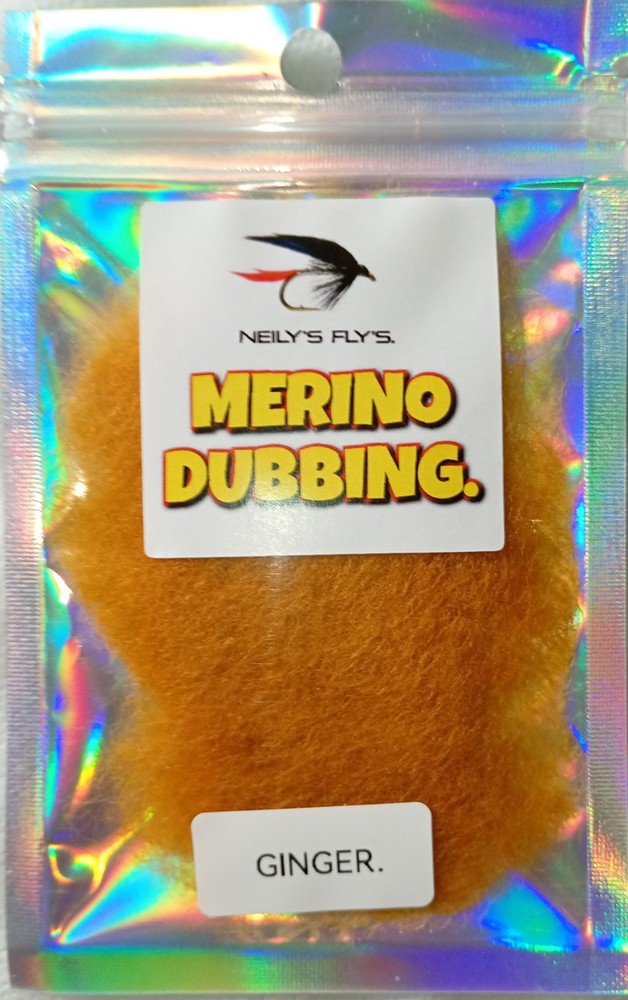 NEILY'S FLY'S.
MERINO
DUBBING.
GINGER.